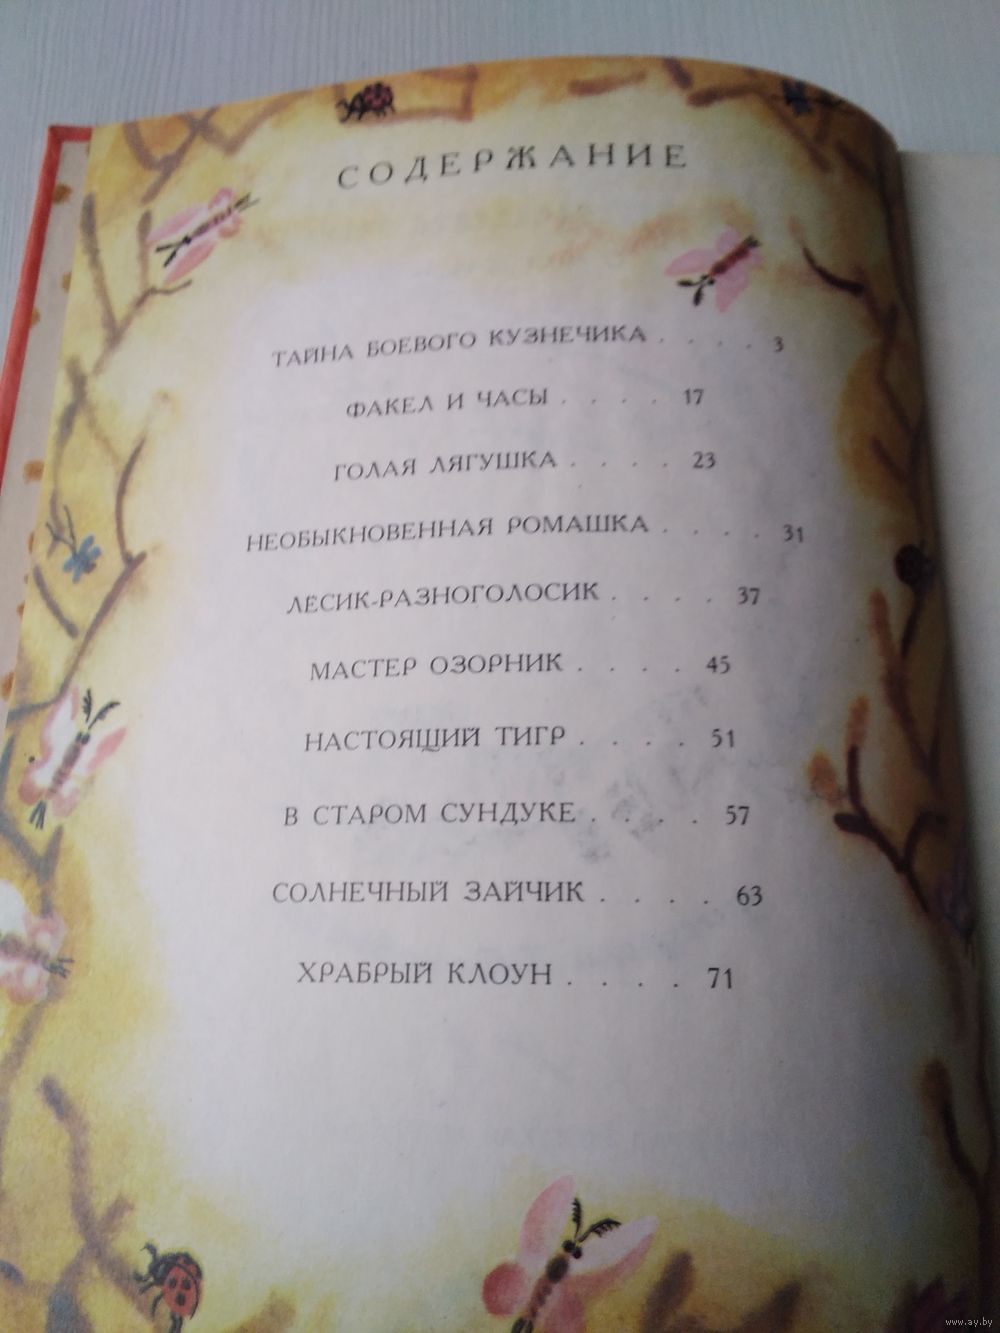 СОДЕРЖАНИЕ
ТАЙНА БОЕВОГО КУЗНЕЧИКА . . . . 3
ФАКЕЛ И ЧАСЫ . . . . 17
ГОЛАЯ ЛЯГУШКА . . . . 23
НЕОБЫКНОВЕННАЯ РОМАШКА . . . . 31
ЛЕСИК-РАЗНОГОЛОСИК . . . . 37
МАСТЕР ОЗОРНИК . . . . 45
НАСТОЯЩИЙ ТИГР . . . . 51
В СТАРОМ СУНДУКЕ . . . . 57
СОЛНЕЧНЫЙ ЗАЙЧИК . . . . 63
ХРАБРЫЙ КЛОУН . . . . 71
www.ay.by